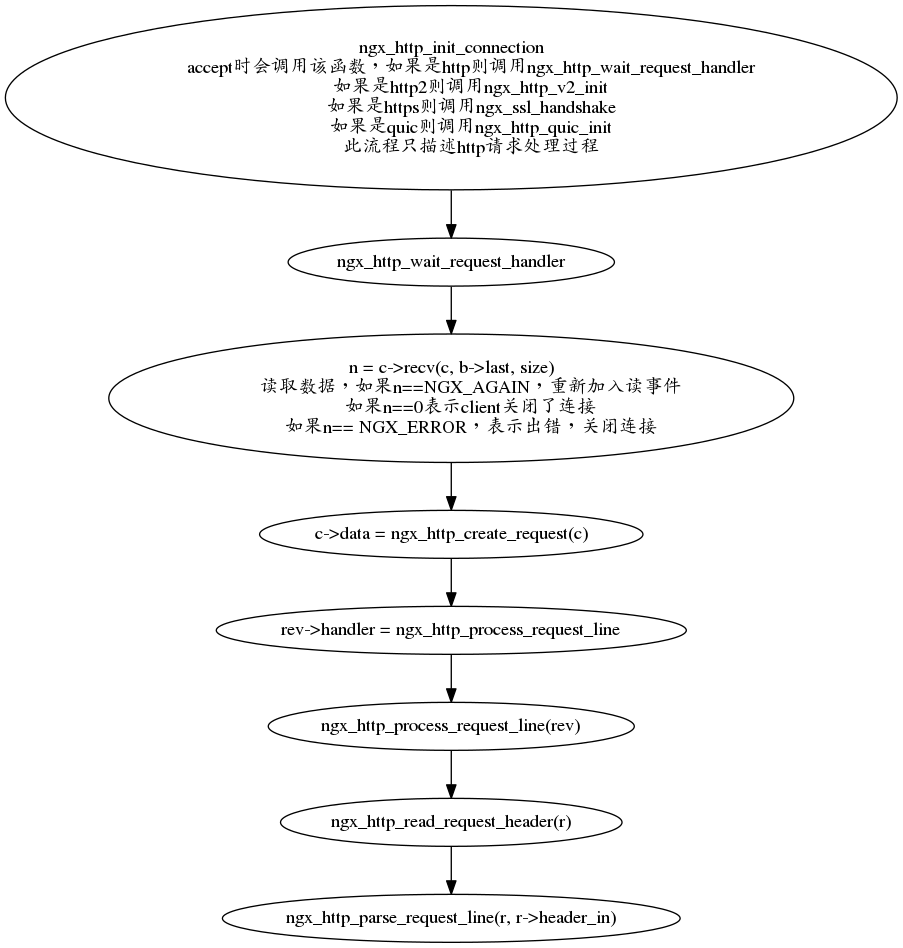 ngx_http_init_connection
accept时会调用该函数，如果是http则调用ngx_http_wait_request_handler
如果是http2则调用ngx_http_v2_init
如果是https则调用ngx_ssl_handshake
如果是quic则调用ngx_http_quic_init
此流程只描述http请求处理过程
ngx_http_wait_request_handler
n = c->recv(c, b->last, size)
读取数据，如果n==NGX_AGAIN，重新加入读事件
如果n==0表示client关闭了连接
如果n== NGX_ERROR，表示出错，关闭连接
c->data = ngx_http_create_request(c)
rev->handler = ngx_http_process_request_line
ngx_http_process_request_line(rev)
ngx_http_read_request_header(r)
ngx_http_parse_request_line(r, r->header_in)